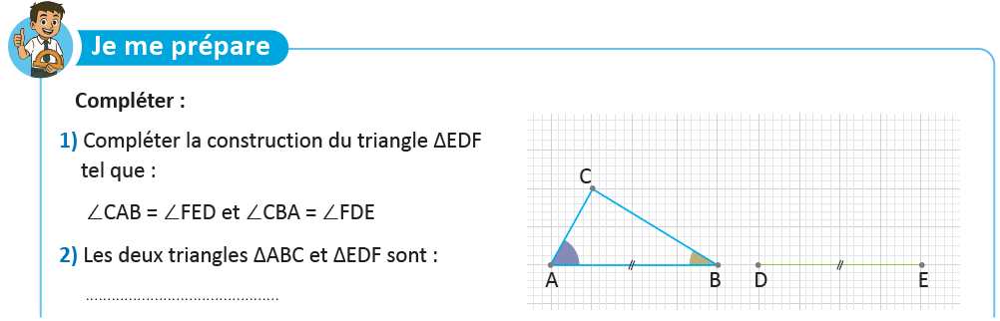 Je me prépare
Compléter :
1) Compléter la construction du triangle ΔEDF
tel que :
∠CAB = ∠FED et ∠CBA = ∠FDE
2) Les deux triangles ΔABC et ΔEDF sont :
.............................................
C
A
B
D
E